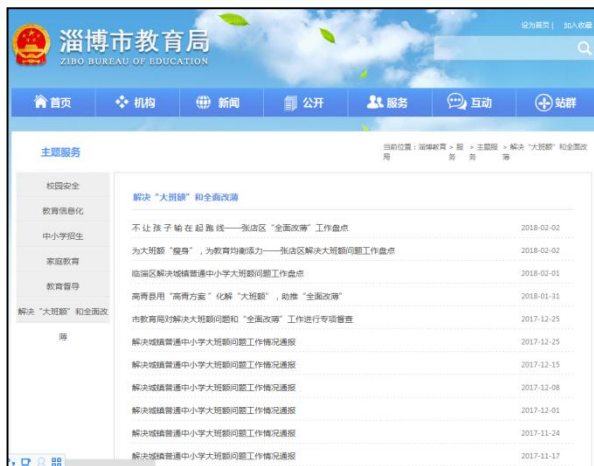 设为首页 | 加入收藏
淄博市教育局
ZIBO BUREAU OF EDUCATION
首页 机构 新闻 公开 服务 互动 站群
主题服务
当前位置：淄博教育局 > 服务 > 主题服务 > 解决“大班额”和全面改薄
校园安全
教育信息化
中小学招生
家庭教育
教育督导
解决“大班额”和全面改
薄
解决“大班额”和全面改薄
不让孩子输在起跑线——张店区“全面改薄”工作盘点 2018-02-02
为大班额“瘦身”，为教育均衡添力——张店区解决大班额问题工作盘点 2018-02-02
临淄区解决城镇普通中小学大班额问题工作盘点 2018-02-01
高青县用“高青方案”化解“大班额”，助推“全面改薄” 2018-01-31
市教育局对解决大班额问题和“全面改薄”工作进行专项督查 2017-12-25
解决城镇普通中小学大班额问题工作情况通报 2017-12-25
解决城镇普通中小学大班额问题工作情况通报 2017-12-15
解决城镇普通中小学大班额问题工作情况通报 2017-12-08
解决城镇普通中小学大班额问题工作情况通报 2017-12-01
解决城镇普通中小学大班额问题工作情况通报 2017-11-24
解决城镇普通中小学大班额问题工作情况通报 2017-11-17